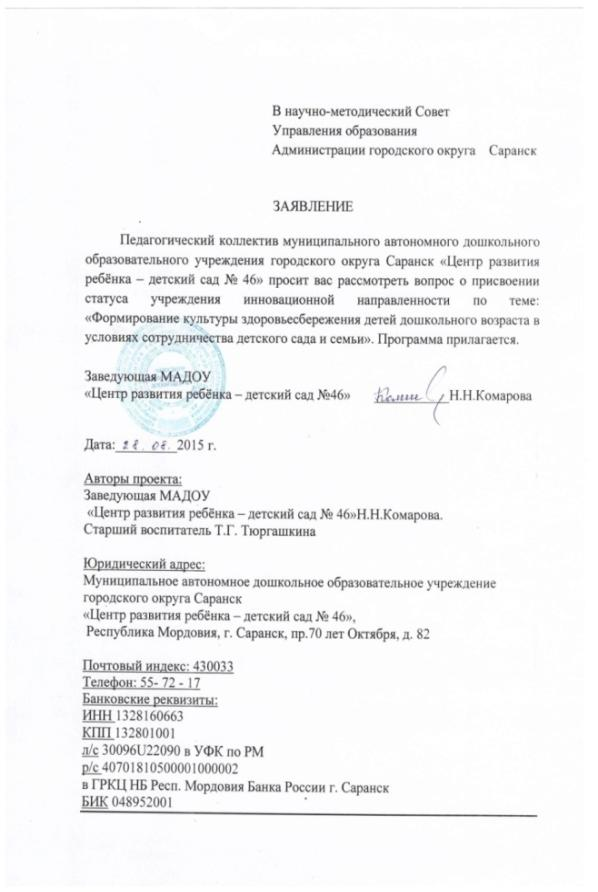 В научно-методический Совет
Управления образования
Администрации городского округа Саранск
ЗАЯВЛЕНИЕ
Педагогический коллектив муниципального автономного дошкольного
образовательного учреждения городского округа Саранск «Центр развития
ребёнка – детский сад № 46» просит вас рассмотреть вопрос о присвоении
статуса учреждения инновационной направленности по теме:
«Формирование культуры здоровьесбережения детей дошкольного возраста в
условиях сотрудничества детского сада и семьи». Программа прилагается.
Заведующая МАДОУ
«Центр развития ребёнка – детский сад №46» Н.Н.Комарова
Дата: 28. 08. 2015 г.
Авторы проекта:
Заведующая МАДОУ
«Центр развития ребёнка – детский сад № 46»Н.Н.Комарова.
Старший воспитатель Т.Г. Тюргашкина
Юридический адрес:
Муниципальное автономное дошкольное образовательное учреждение
городского округа Саранск
«Центр развития ребёнка – детский сад № 46»,
Республика Мордовия, г. Саранск, пр.70 лет Октября, д. 82
Почтовый индекс: 430033
Телефон: 55- 72 - 17
Банковские реквизиты:
ИНН 1328160663
КПП 132801001
л/с 30096U22090 в УФК по РМ
р/с 40701810500001000002
в ГРКЦ НБ Респ. Мордовия Банка России г. Саранск
БИК 048952001